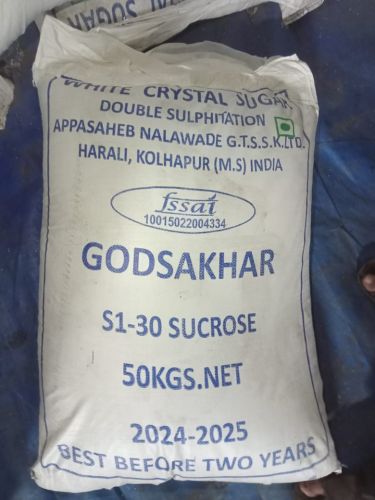 SUGAR
WHITE CRYSTAL SUGAR
DOUBLE SULPHITATION
APPASAHEB NALAWADE G.T.S.S.K.LTD.
HARALI, KOLHAPUR (M.S) INDIA
fssai
10015022004334
GODSAKHAR
S1-30 SUCROSE
50KGS.NET
2024-2025
BEST BEFORE TWO YEARS